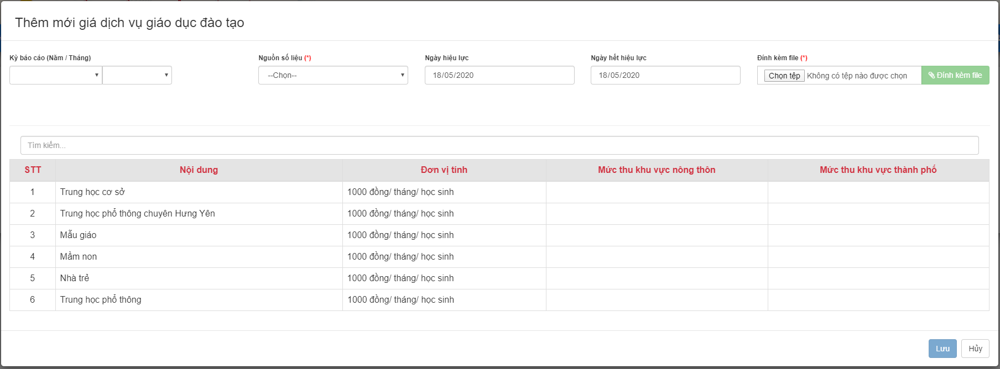 Thêm mới giá dịch vụ giáo dục đào tạo
Kỳ báo cáo (Năm / Tháng) Nguồn số liệu (*) Ngày hiệu lực Ngày hết hiệu lực Đính kèm file (*)
--Chọn-- 18/05/2020 18/05/2020 Chọn tệp Không có tệp nào được chọn Đính kèm file
Tìm kiếm...
STT Nội dung Đơn vị tính Mức thu khu vực nông thôn Mức thu khu vực thành phố
1 Trung học cơ sở 1000 đồng/ tháng/ học sinh
2 Trung học phổ thông chuyên Hưng Yên 1000 đồng/ tháng/ học sinh
3 Mẫu giáo 1000 đồng/ tháng/ học sinh
4 Mầm non 1000 đồng/ tháng/ học sinh
5 Nhà trẻ 1000 đồng/ tháng/ học sinh
6 Trung học phổ thông 1000 đồng/ tháng/ học sinh
Lưu Hủy